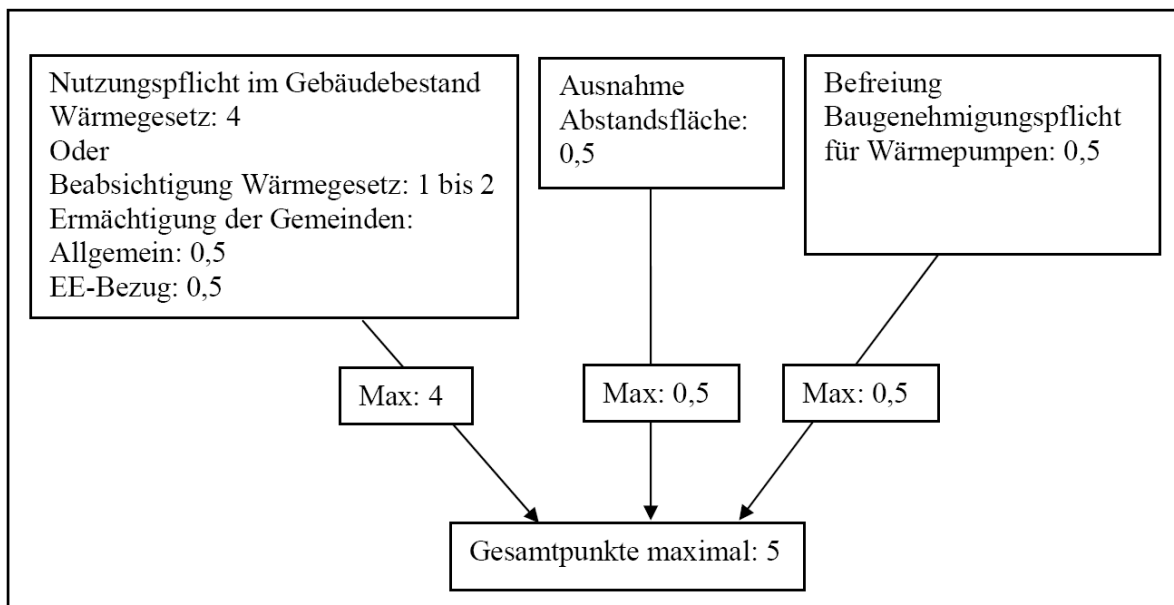 Nutzungspflicht im Gebäudebestand
Wärmegesetz: 4
Oder
Beabsichtigung Wärmegesetz: 1 bis 2
Ermächtigung der Gemeinden:
Allgemein: 0,5
EE-Bezug: 0,5
Ausnahme
Abstandsfläche:
0,5
Befreiung
Baugenehmigungspflicht
für Wärmepumpen: 0,5
Max: 4
Max: 0,5
Max: 0,5
Gesamtpunkte maximal: 5